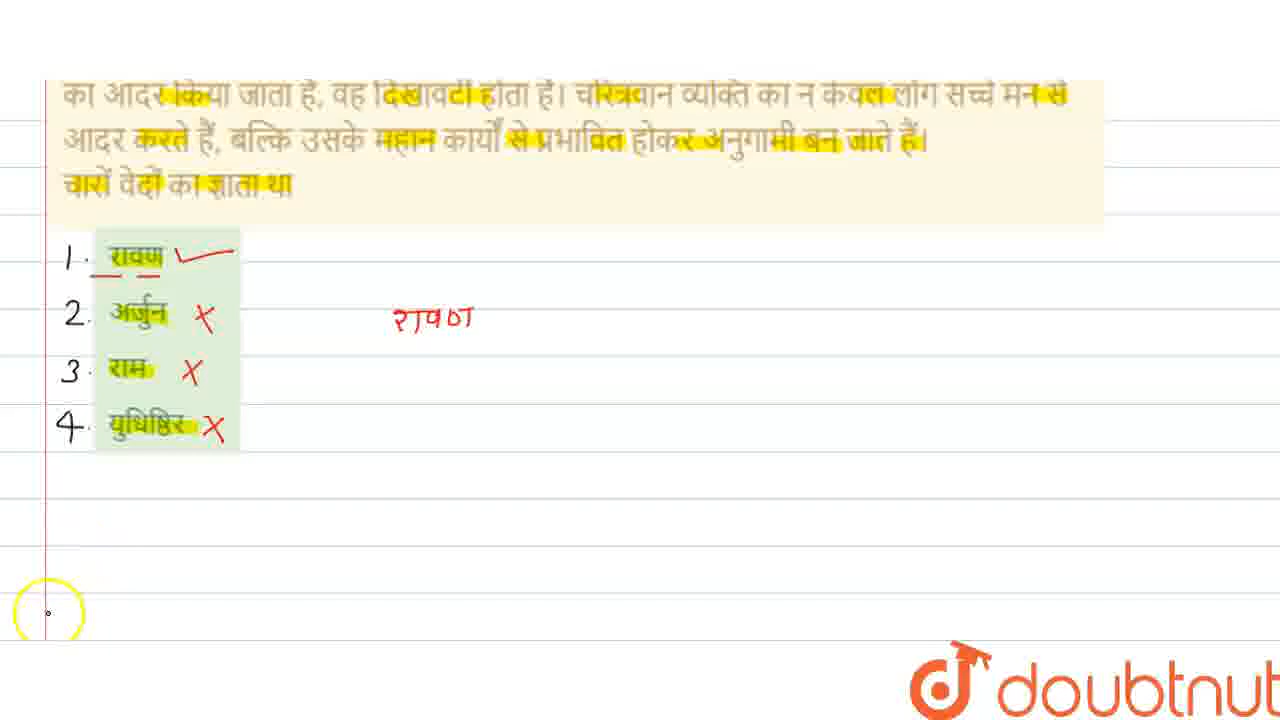 का आदर किया जाता है, वह दिखावटी होता है। चरित्रवान व्यक्ति का न केवल लोग सच्चे मन से
आदर करते हैं, बल्कि उसके महान कार्यों से प्रभावित होकर अनुगामी बन जाते हैं।
चारों वेदों का ज्ञाता था
1. रावण
2. अर्जुन
रावण
3. राम
4. युधिष्ठिर
doubtnut